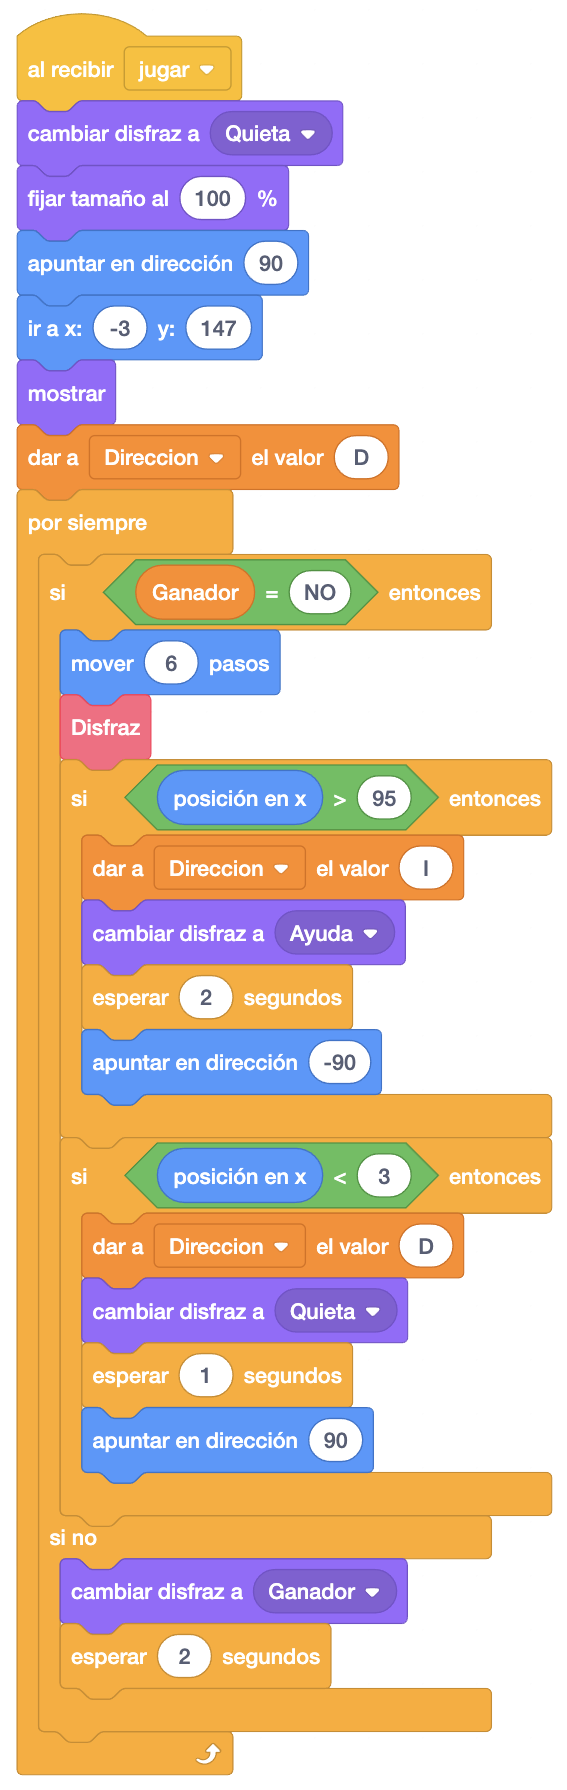 al recibir jugar
cambiar disfraz a Quieta
fijar tamaño al 100 %
apuntar en dirección 90
ir a x: -3 y: 147
mostrar
dar a Direccion el valor D
por siempre
si Ganador = NO entonces
mover 6 pasos
Disfraz
si posición en x > 95 entonces
dar a Direccion el valor I
cambiar disfraz a Ayuda
esperar 2 segundos
apuntar en dirección -90
si posición en x < 3 entonces
dar a Direccion el valor D
cambiar disfraz a Quieta
esperar 1 segundos
apuntar en dirección 90
si no
cambiar disfraz a Ganador
esperar 2 segundos